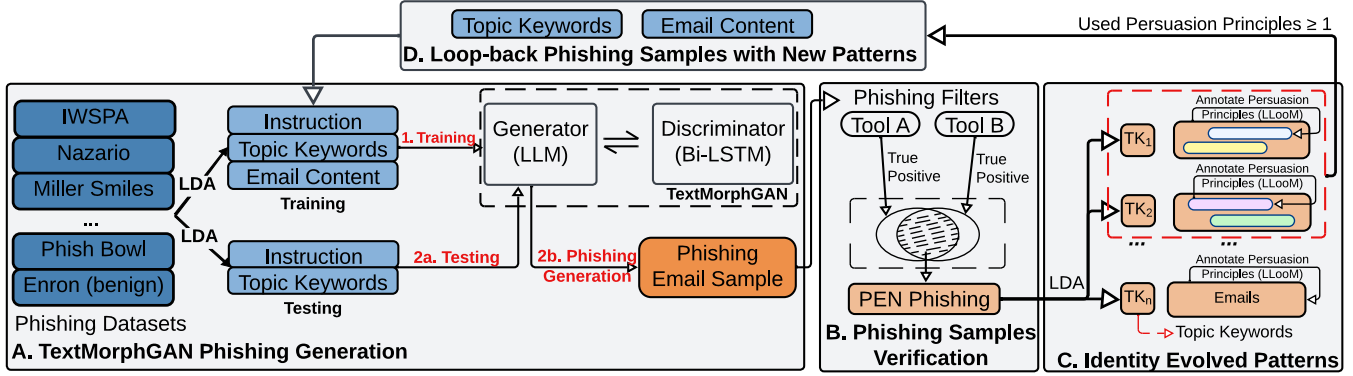 Topic Keywords
Email Content
D. Loop-back Phishing Samples with New Patterns
Used Persuasion Principles ≥ 1
IWSPA
Nazario
Miller Smiles
...
Phish Bowl
Enron (benign)
Phishing Datasets
LDA
LDA
Instruction
Topic Keywords
Email Content
Training
Instruction
Topic Keywords
Testing
1. Training
Generator
(LLM)
Discriminator
(Bi-LSTM)
TextMorphGAN
2a. Testing
2b. Phishing
Generation
Phishing
Email Sample
A. TextMorphGAN Phishing Generation
Phishing Filters
Tool A
Tool B
True
Positive
True
Positive
PEN Phishing
B. Phishing Samples
Verification
LDA
Annotate Persuasion
Principles (LLooM)
TK1
Annotate Persuasion
Principles (LLooM)
TK2
...
...
Annotate Persuasion
Principles (LLooM)
TKn
Emails
Topic Keywords
C. Identity Evolved Patterns